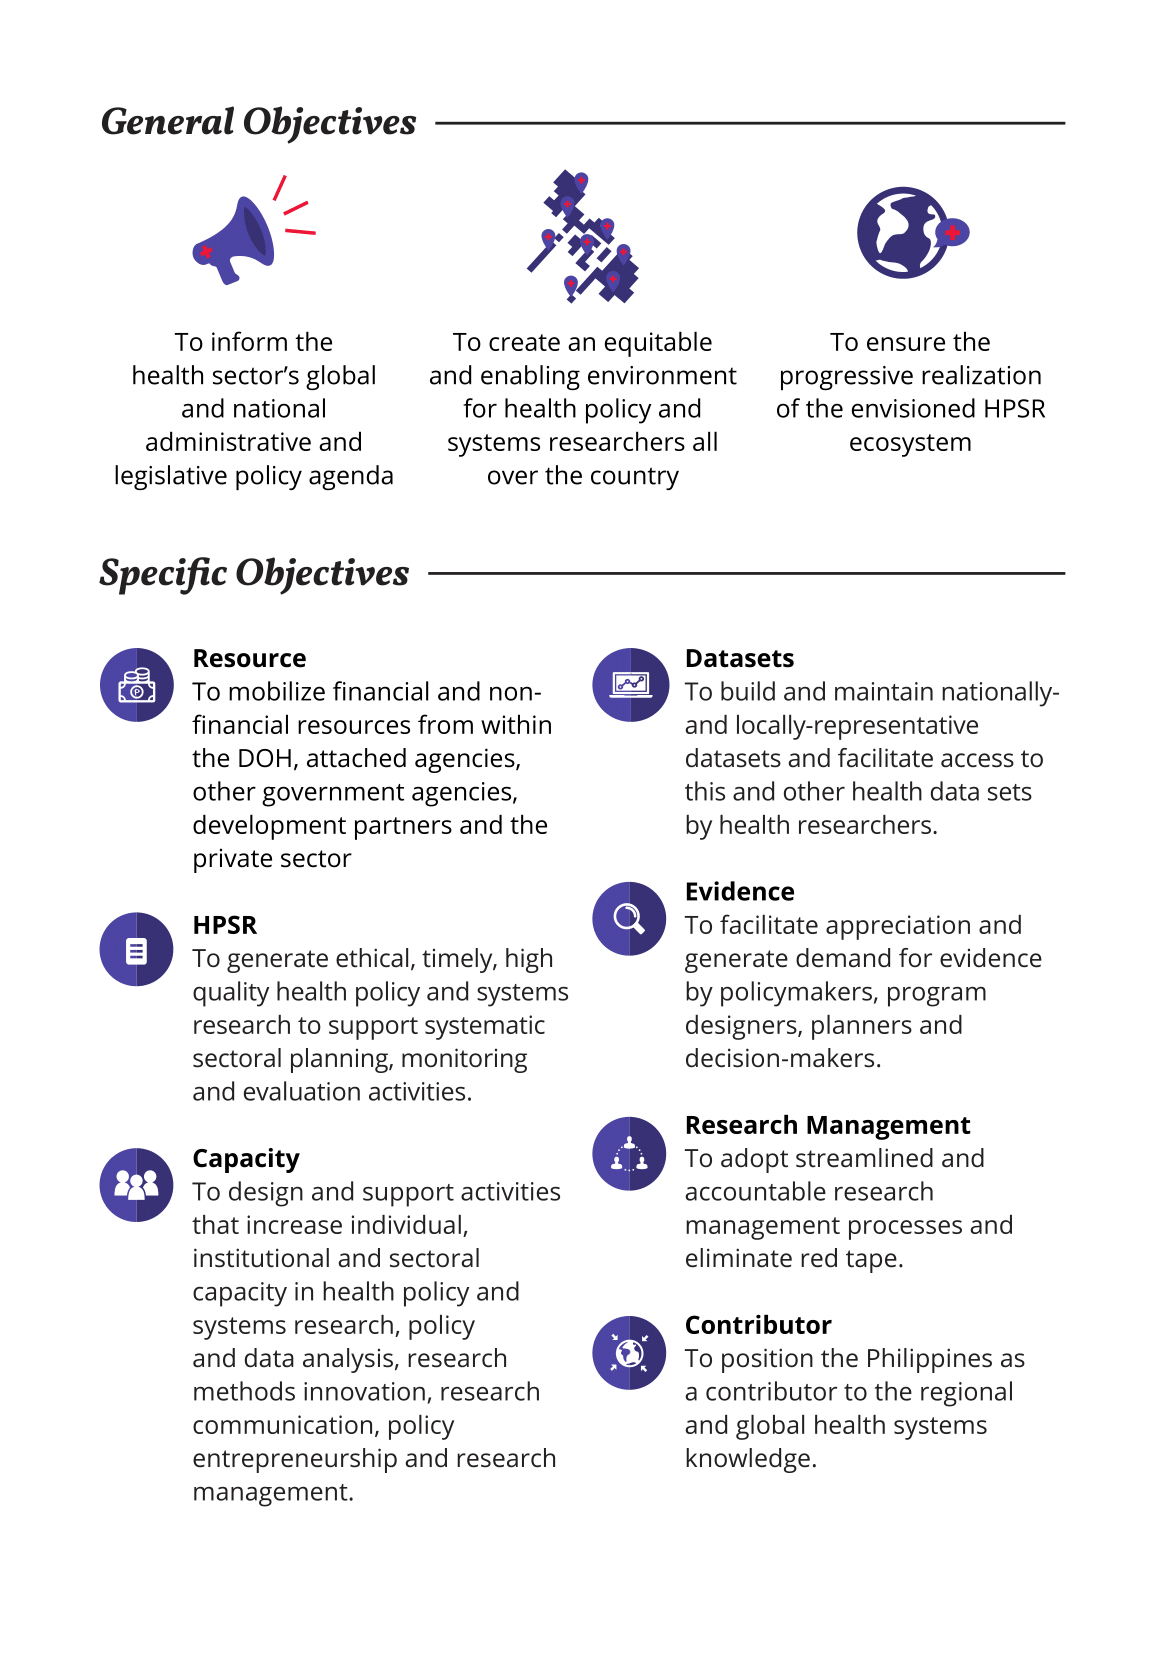 General Objectives
To inform the
health sector’s global
and national
administrative and
legislative policy agenda
To create an equitable
and enabling environment
for health policy and
systems researchers all
over the country
To ensure the
progressive realization
of the envisioned HPSR
ecosystem
Specific Objectives
Resource
To mobilize financial and non-
financial resources from within
the DOH, attached agencies,
other government agencies,
development partners and the
private sector
HPSR
To generate ethical, timely, high
quality health policy and systems
research to support systematic
sectoral planning, monitoring
and evaluation activities.
Capacity
To design and support activities
that increase individual,
institutional and sectoral
capacity in health policy and
systems research, policy
and data analysis, research
methods innovation, research
communication, policy
entrepreneurship and research
management.
Datasets
To build and maintain nationally-
and locally-representative
datasets and facilitate access to
this and other health data sets
by health researchers.
Evidence
To facilitate appreciation and
generate demand for evidence
by policymakers, program
designers, planners and
decision-makers.
Research Management
To adopt streamlined and
accountable research
management processes and
eliminate red tape.
Contributor
To position the Philippines as
a contributor to the regional
and global health systems
knowledge.